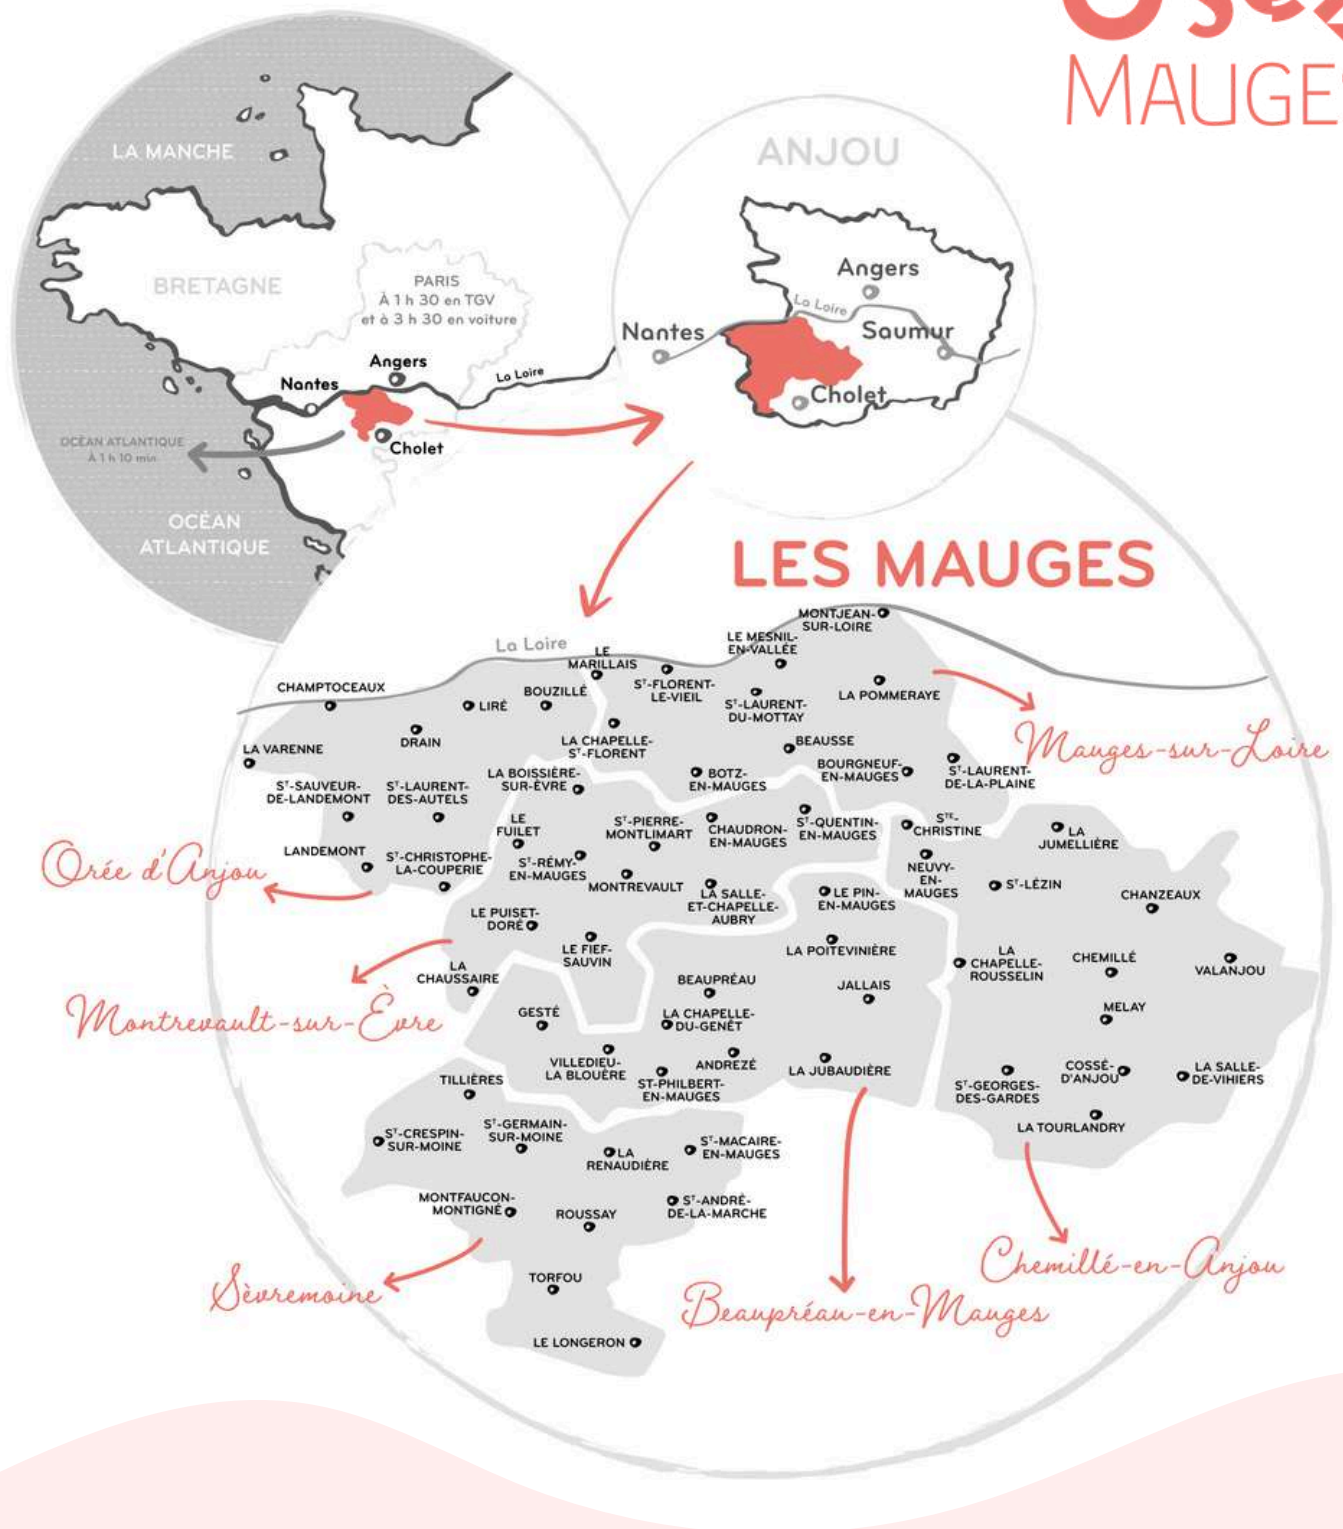 Osez
MAUGES
LA MANCHE
BRETAGNE
PARIS
À 1 h 30 en TGV
et à 3 h 30 en voiture
Angers
Nantes
La Loire
Cholet
OCÉAN ATLANTIQUE
À 1 h 10 min
OCÉAN
ATLANTIQUE
ANJOU
Angers
La Loire
Nantes
Saumur
Cholet
LES MAUGES
La Loire
MONTJEAN-
SUR-LOIRE
LE MESNIL-
EN-VALLÉE
LE
MARILLAIS
ST-FLORENT-
LE-VIEIL
LA POMMERAYE
CHAMPTOCEAUX
LIRÉ
BOUZILLÉ
ST-LAURENT-
DU-MOTTAY
Mauges-sur-Loire
LA VARENNE
DRAIN
LA CHAPELLE-
ST-FLORENT
BEAUSSE
BOURGNEUF-
EN-MAUGES
ST-LAURENT-
DE-LA-PLAINE
ST-SAUVEUR-
DE-LANDEMONT
ST-LAURENT-
DES-AUTELS
LA BOISSIÈRE-
SUR-ÈVRE
BOTZ-
EN-MAUGES
LE
FUILET
ST-PIERRE-
MONTLIMART
CHAUDRON-
EN-MAUGES
ST-QUENTIN-
EN-MAUGES
STE-
CHRISTINE
LA
JUMELLIÈRE
LANDEMONT
ST-CHRISTOPHE-
LA-COUPERIE
ST-RÉMY-
EN-MAUGES
MONTREVAULT
LA SALLE-
ET-CHAPELLE-
AUBRY
LE PIN-
EN-MAUGES
NEUVY-
EN-
MAUGES
ST-LÉZIN
CHANZEAUX
Orée d'Anjou
LE PUISET-
DORÉ
LE FIEF-
SAUVIN
LA POITEVINIÈRE
LA
CHAPELLE-
ROUSSELIN
CHEMILLÉ
VALANJOU
LA
CHAUSSAIRE
BEAUPRÉAU
JALLAIS
MELAY
Montrevault-sur-Èvre
GESTÉ
LA CHAPELLE-
DU-GENÊT
VILLEDIEU-
LA BLOUÈRE
ANDREZÉ
LA JUBAUDIÈRE
ST-PHILBERT-
EN-MAUGES
ST-GEORGES-
DES-GARDES
COSSÉ-
D'ANJOU
LA SALLE-
DE-VIHIERS
LA TOURLANDRY
TILLIÈRES
ST-CRESPIN-
SUR-MOINE
ST-GERMAIN-
SUR-MOINE
LA
RENAUDIÈRE
ST-MACAIRE-
EN-MAUGES
MONTFAUCON-
MONTIGNÉ
ROUSSAY
ST-ANDRÉ-
DE-LA-MARCHE
TORFOU
LE LONGERON
Sèvremoine
Beaupréau-en-Mauges
Chemillé-en-Anjou